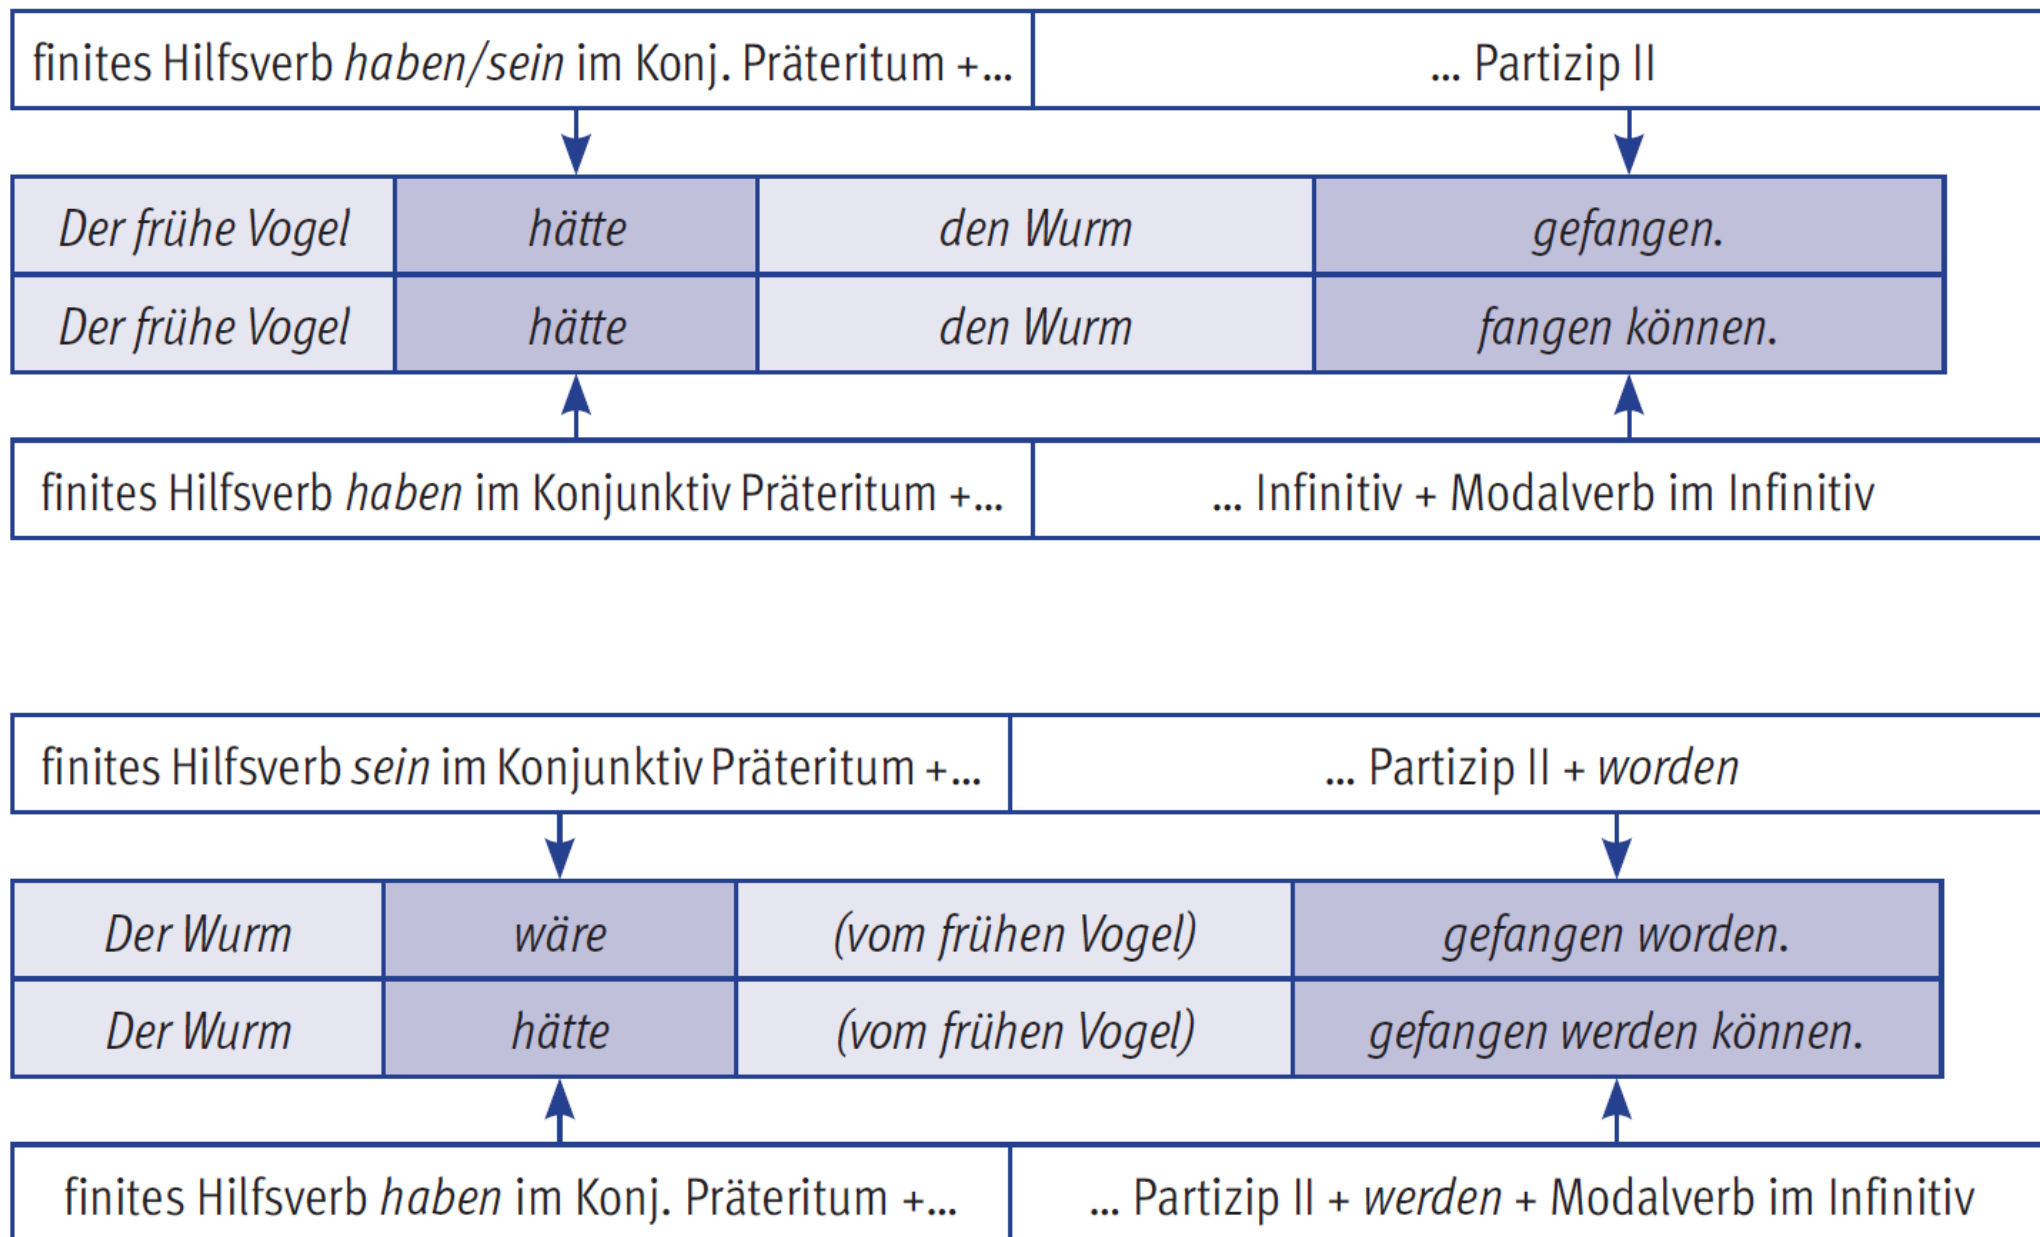 finites Hilfsverb haben/sein im Konj. Präteritum +... ... Partizip II
Der frühe Vogel hätte den Wurm gefangen.
Der frühe Vogel hätte den Wurm fangen können.
finites Hilfsverb haben im Konjunktiv Präteritum +... ... Infinitiv + Modalverb im Infinitiv
finites Hilfsverb sein im Konjunktiv Präteritum +... ... Partizip II + worden
Der Wurm wäre (vom frühen Vogel) gefangen worden.
Der Wurm hätte (vom frühen Vogel) gefangen werden können.
finites Hilfsverb haben im Konj. Präteritum +... ... Partizip II + werden + Modalverb im Infinitiv